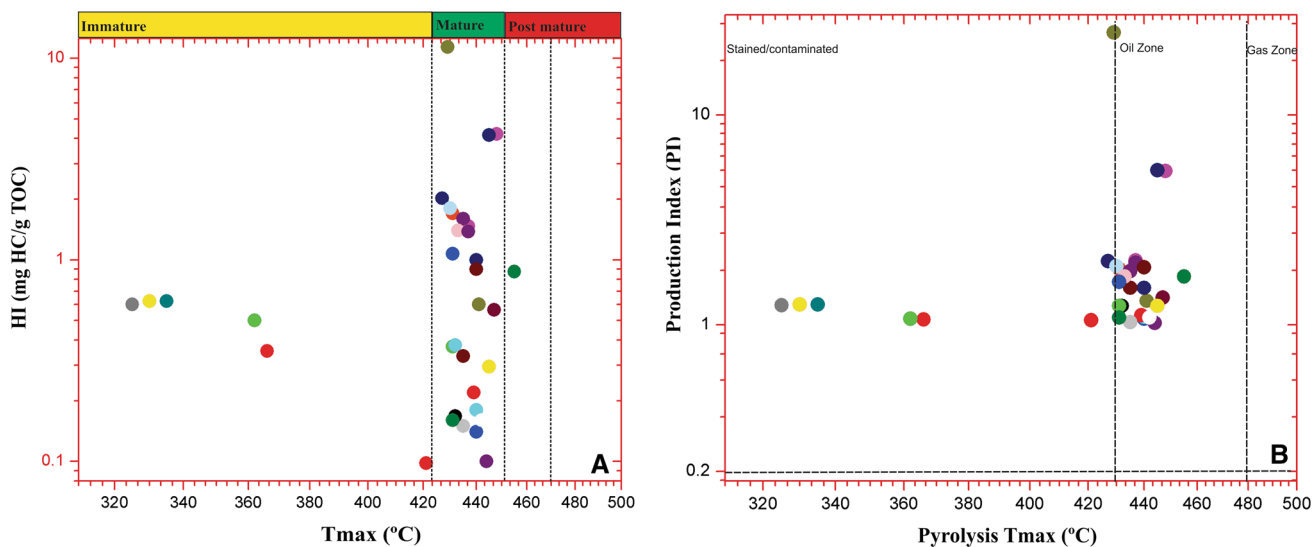 Immature Mature Post mature
10
1
0.1
HI (mg HC/g TOC)
320 340 360 380 400 420 440 460 480 500
Tmax (ºC)
A
Stained/contaminated Oil Zone Gas Zone
10
1
0.2
Production Index (PI)
320 340 360 380 400 420 440 460 480 500
Pyrolysis Tmax (ºC)
B